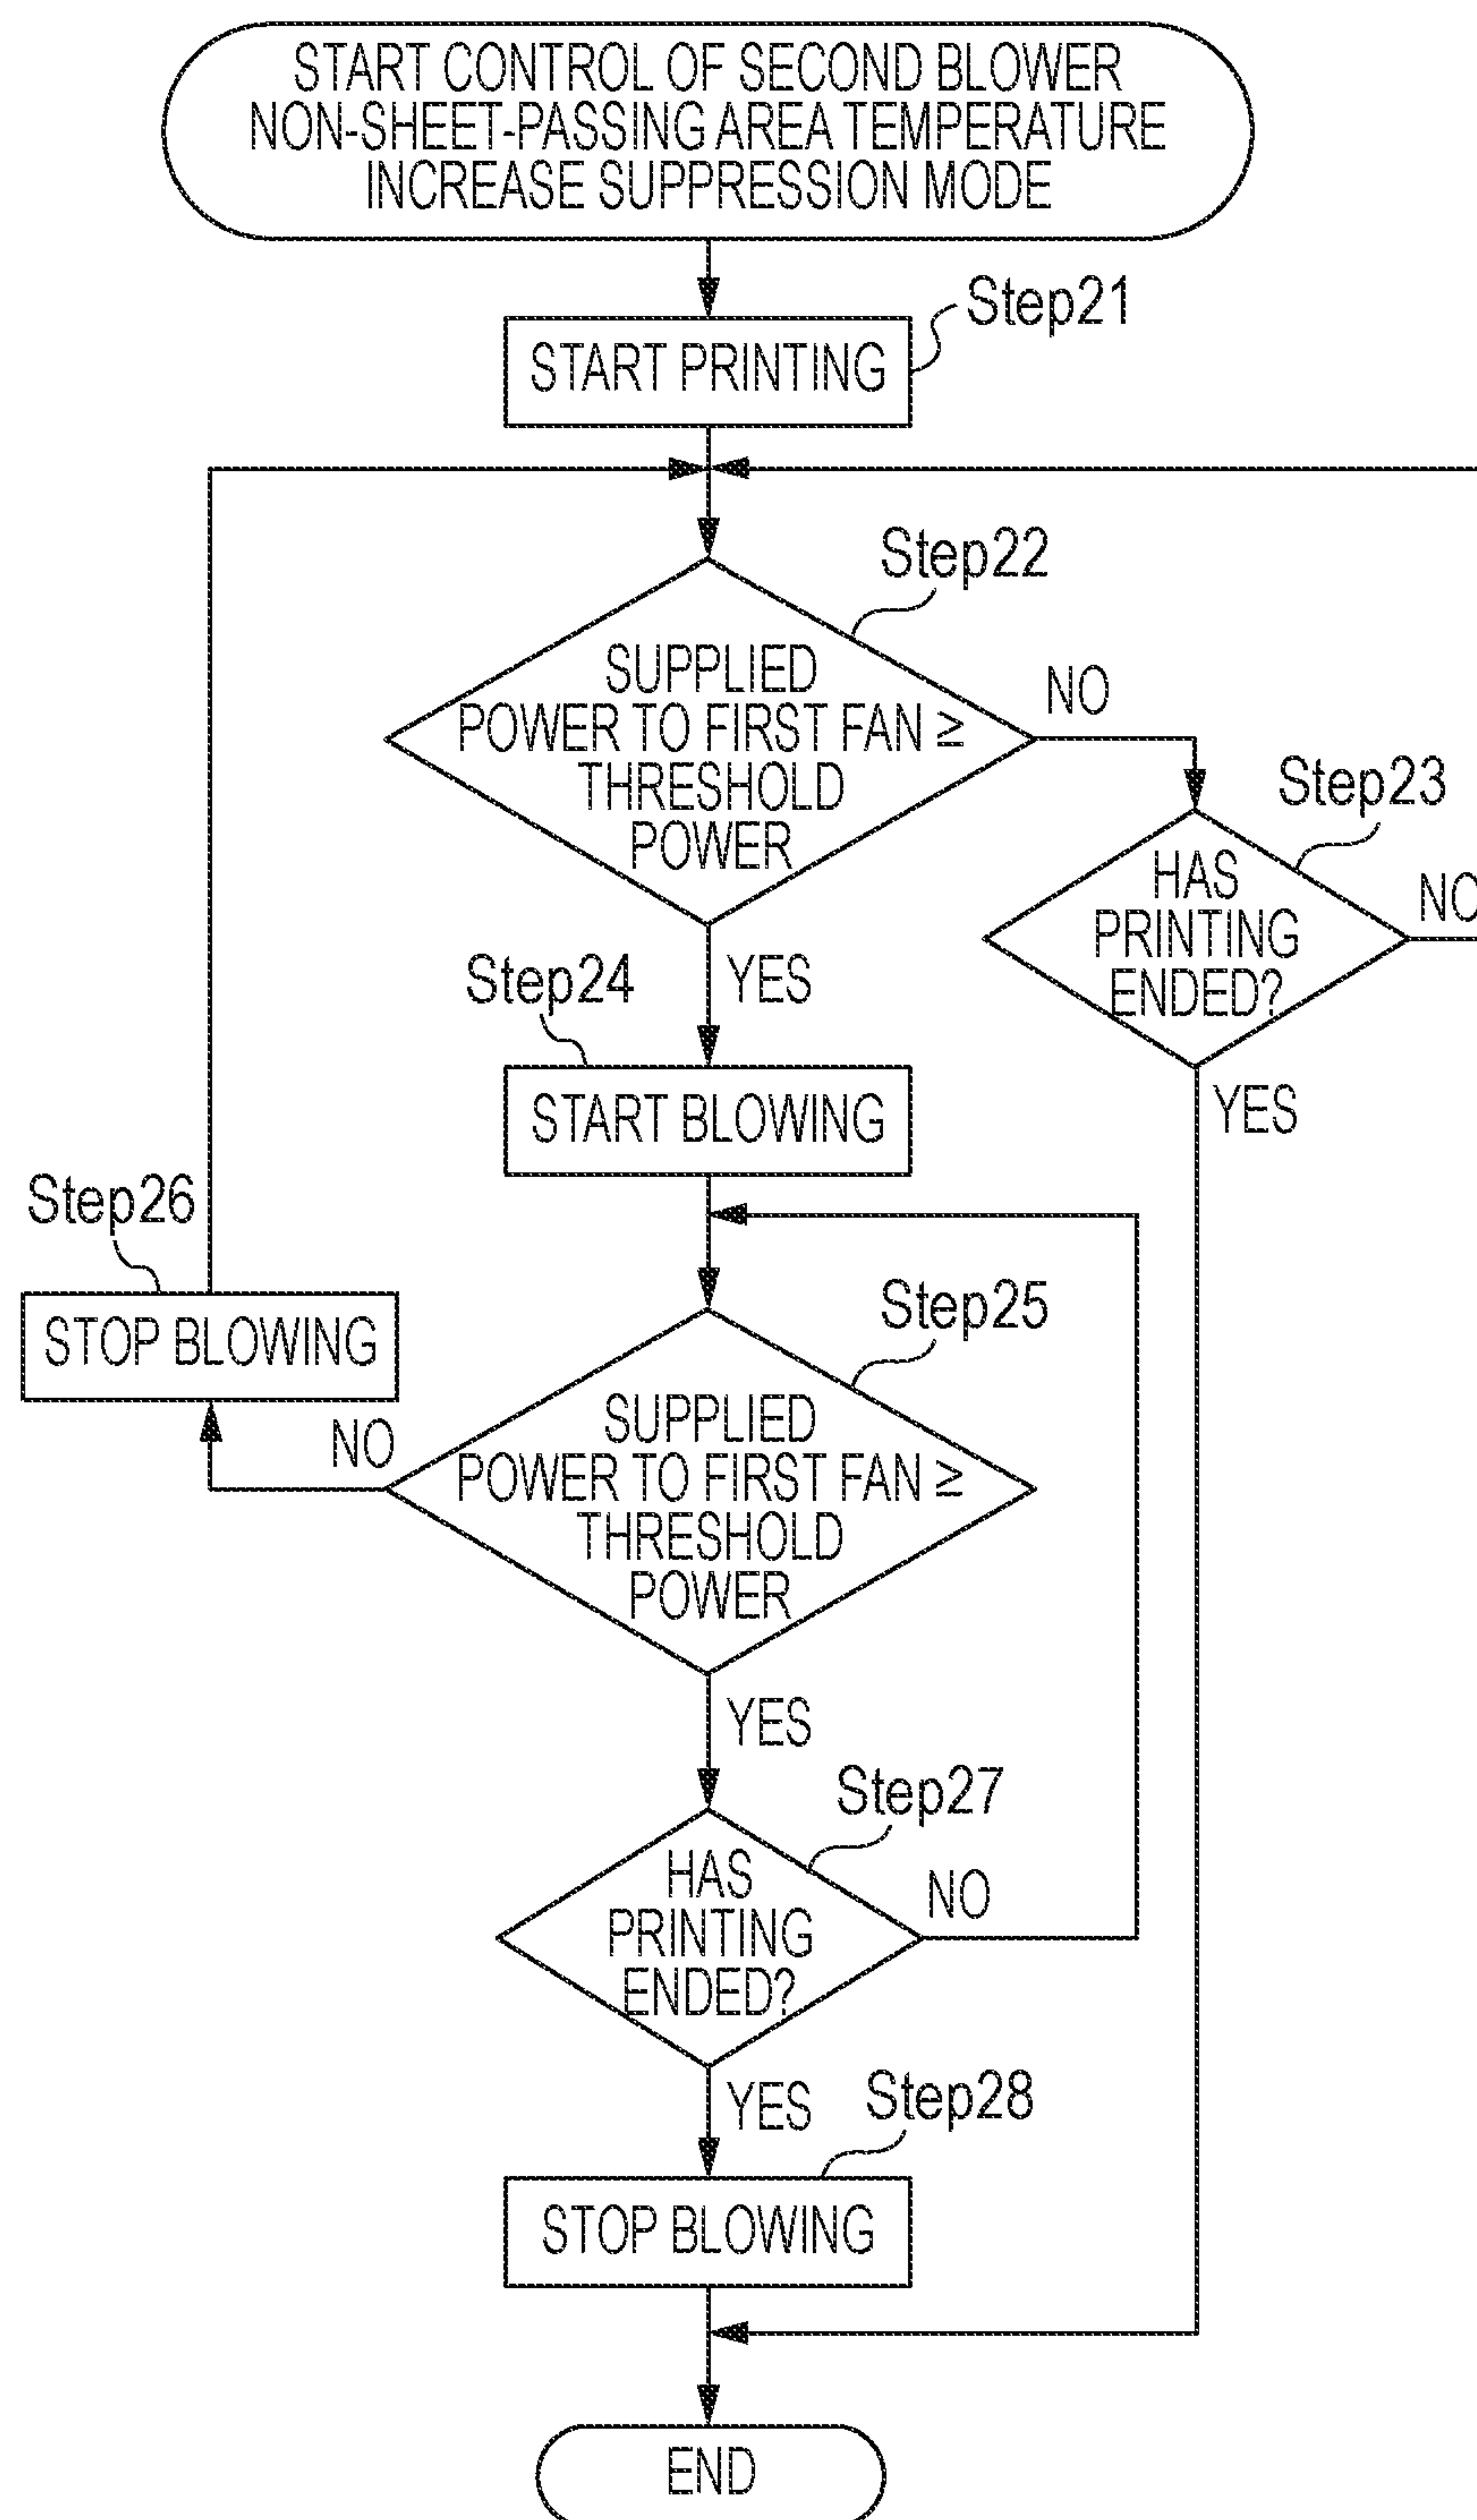 START CONTROL OF SECOND BLOWER
NON-SHEET-PASSING AREA TEMPERATURE
INCREASE SUPPRESSION MODE
Step21
START PRINTING
Step22
SUPPLIED
POWER TO FIRST FAN ≥
THRESHOLD
POWER
NO
Step23
HAS
PRINTING
ENDED?
NO
YES
Step24
YES
START BLOWING
Step26
STOP BLOWING
Step25
SUPPLIED
POWER TO FIRST FAN ≥
THRESHOLD
POWER
NO
YES
Step27
HAS
PRINTING
ENDED?
NO
YES
Step28
STOP BLOWING
END